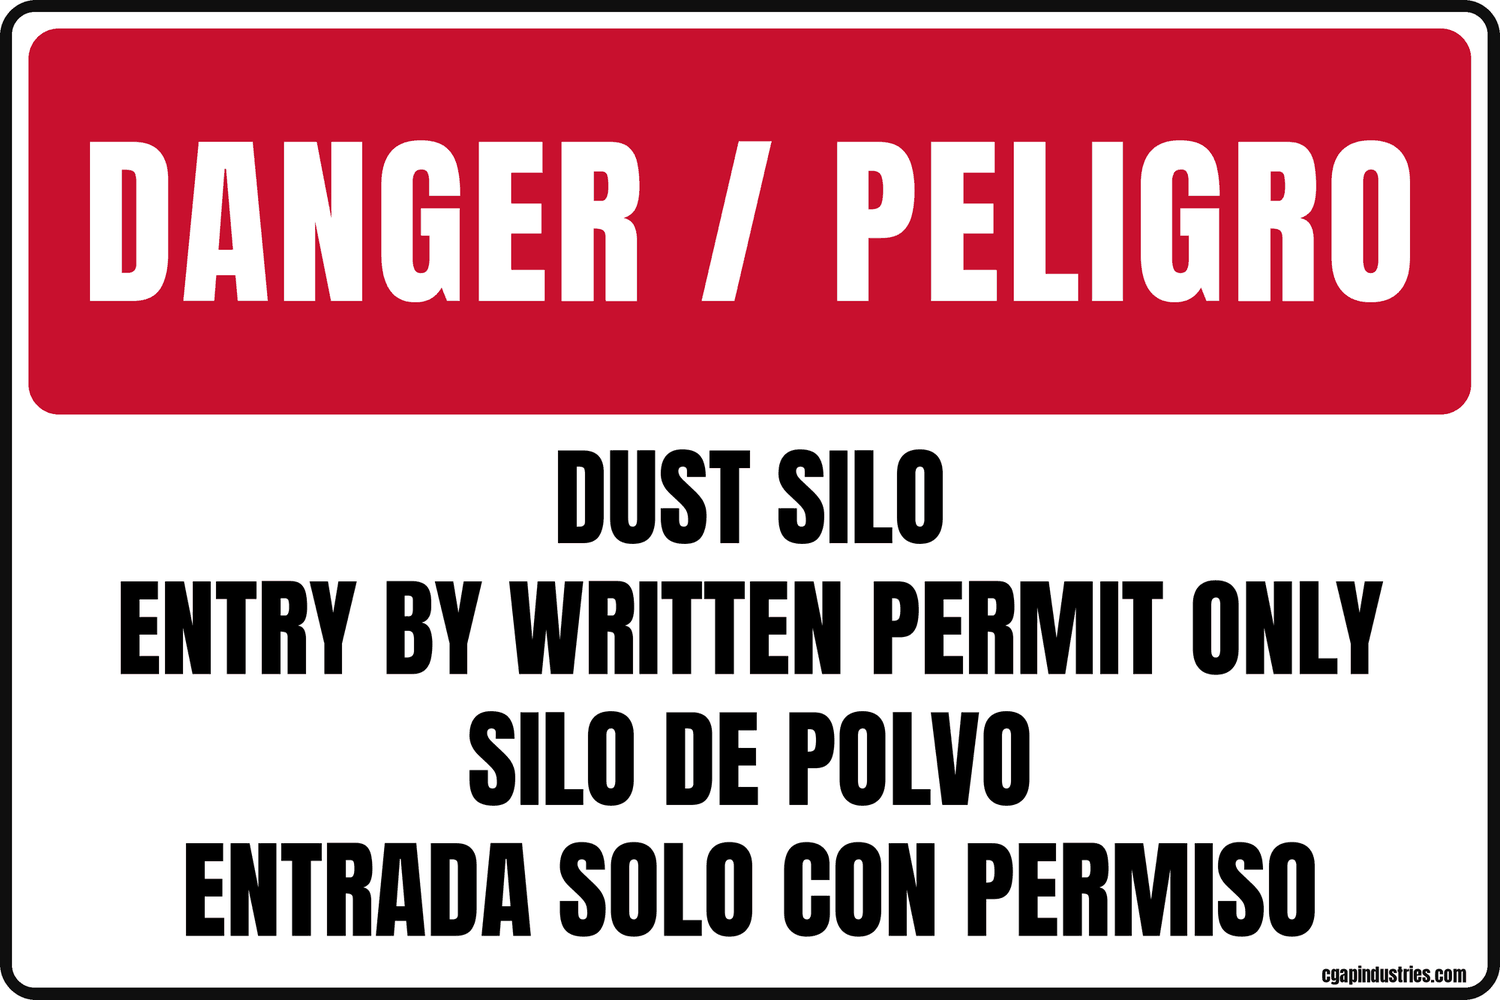 DANGER / PELIGRO
DUST SILO
ENTRY BY WRITTEN PERMIT ONLY
SILO DE POLVO
ENTRADA SOLO CON PERMISO
cgapindustries.com